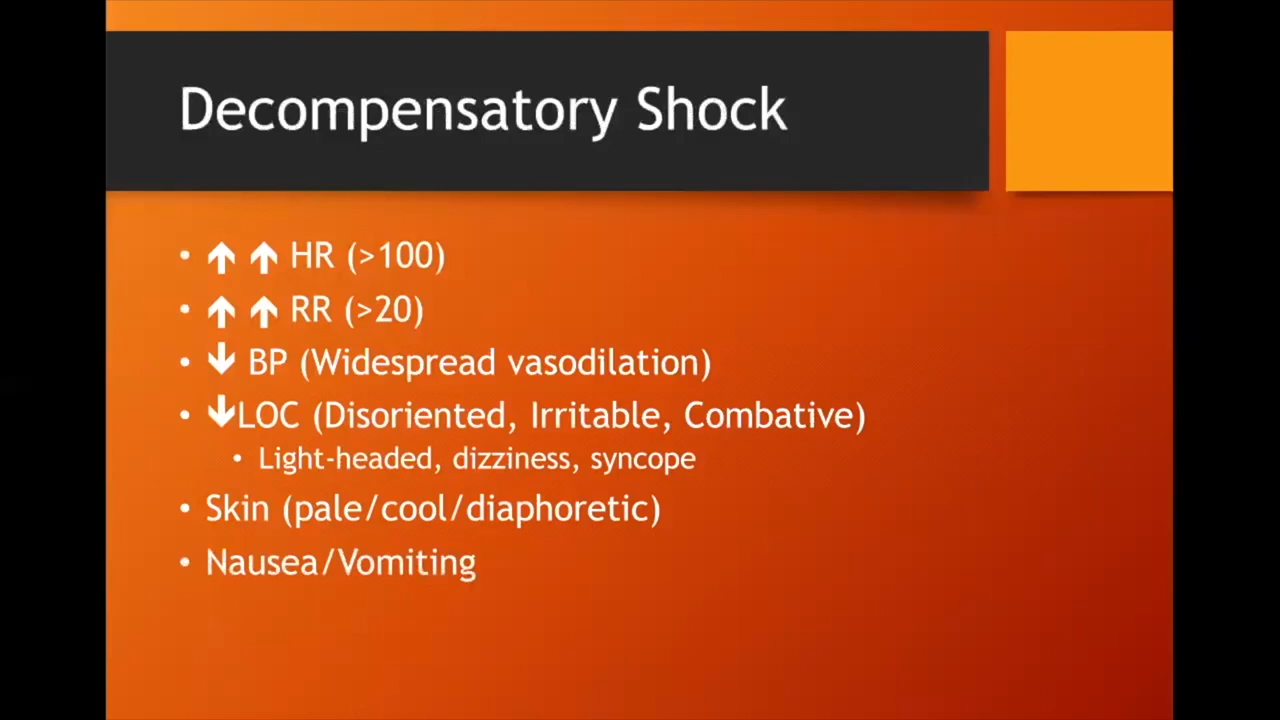 Decompensatory Shock
• 🡹 🡹 HR (>100)
• 🡹 🡹 RR (>20)
• 🡻 BP (Widespread vasodilation)
• 🡻LOC (Disoriented, Irritable, Combative)
• Light-headed, dizziness, syncope
• Skin (pale/cool/diaphoretic)
• Nausea/Vomiting